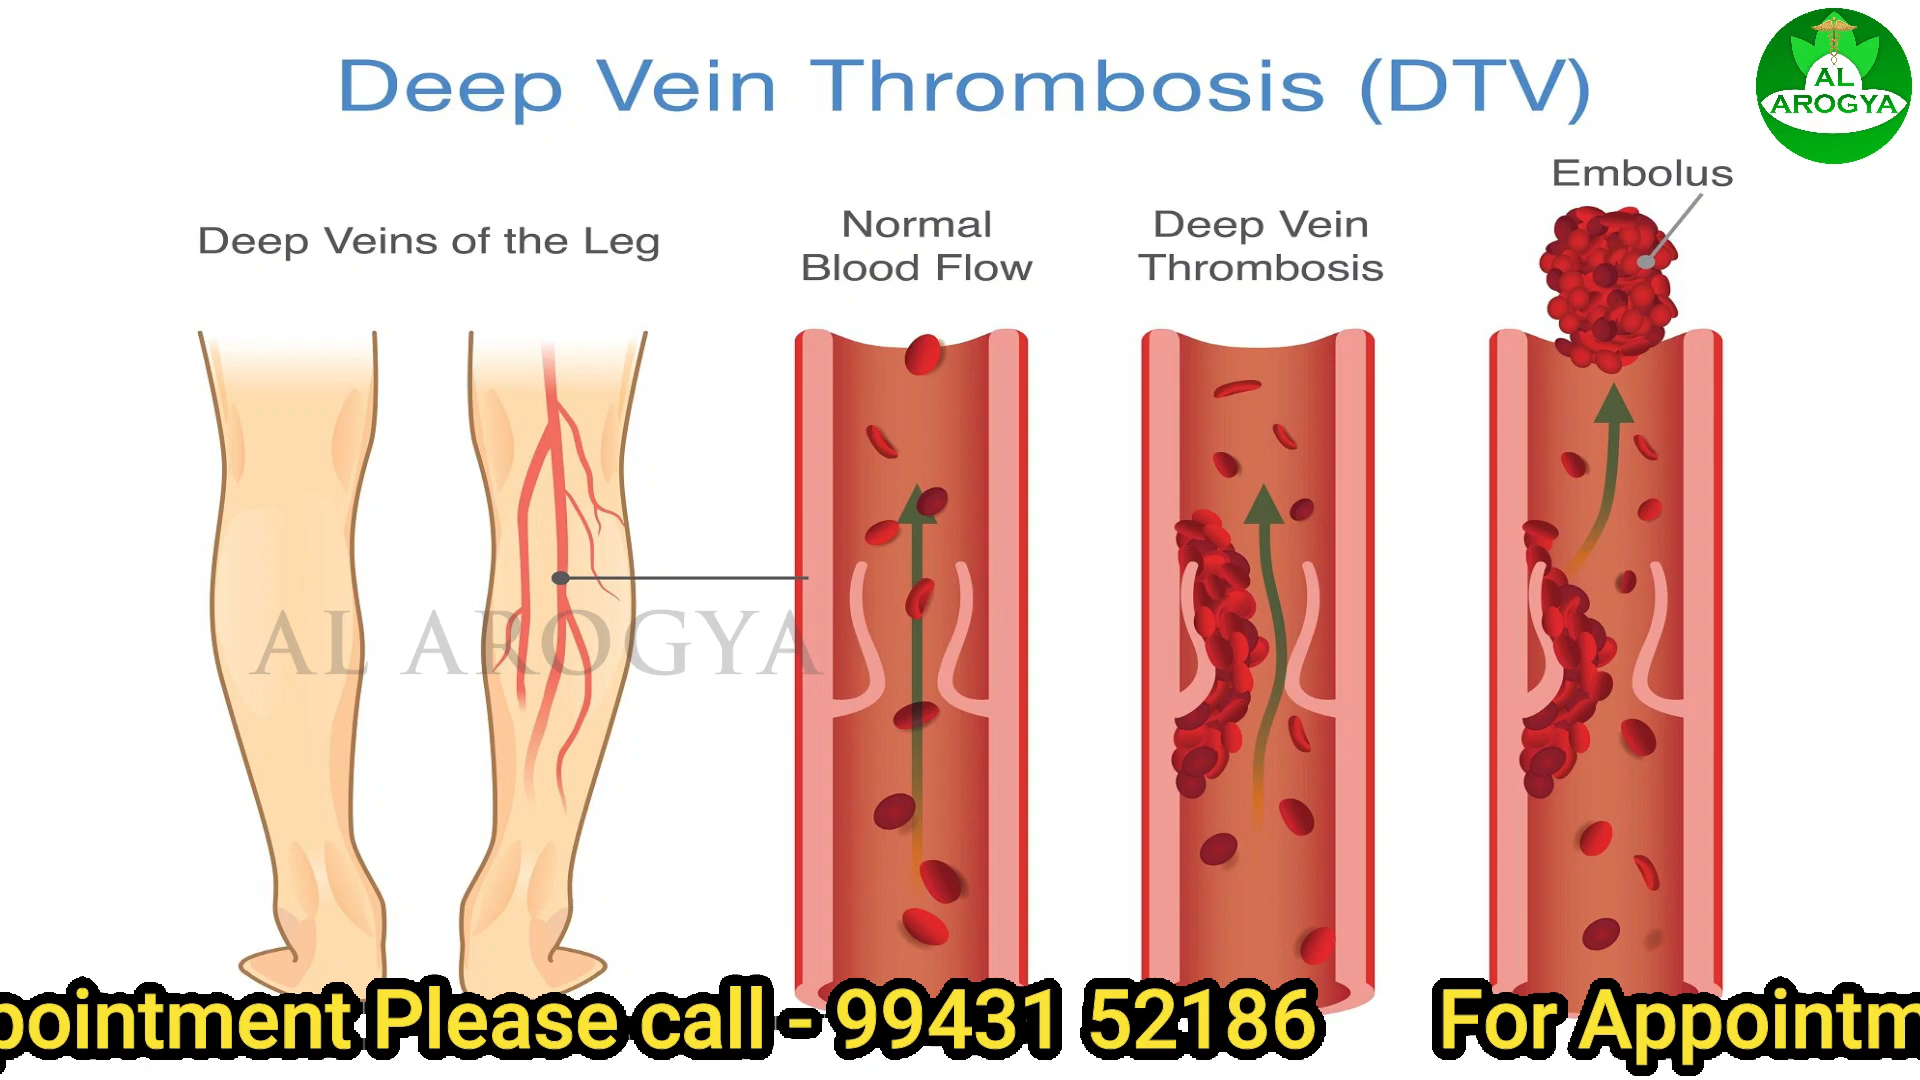 Deep Vein Thrombosis (DTV)
AL
AROGYA
Embolus
Deep Veins of the Leg
Normal
Blood Flow
Deep Vein
Thrombosis
AL AROGYA
pointment Please call - 99431 52186 For Appointm